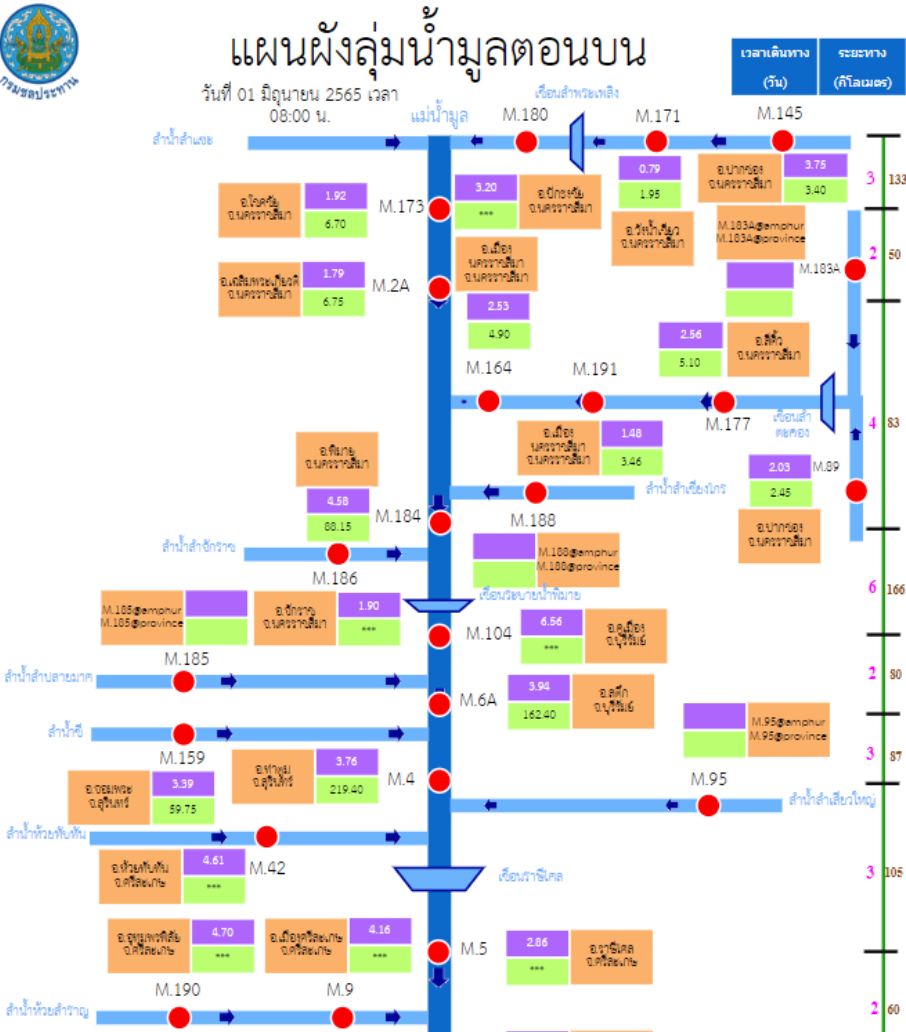 กรมชลประทาน
แผนผังลุ่มน้ำมูลตอนบน
วันที่ 01 มิถุนายน 2565 เวลา
08:00 น.
เวลาเดินทาง
(วัน)
ระยะทาง
(กิโลเมตร)
แม่น้ำมูล
เขื่อนลำพระเพลิง
M.180
M.171
M.145
ลำน้ำลำแชะ
3
133
อ.โชคชัย
จ.นครราชสีมา
1.92
6.70
M.173
3.20
***
อ.ปักธงชัย
จ.นครราชสีมา
0.79
1.95
อ.วังน้ำเขียว
จ.นครราชสีมา
อ.ปากช่อง
จ.นครราชสีมา
3.75
3.40
M.183A@amphur
M.183A@province
M.183A
2
50
อ.เฉลิมพระเกียรติ
จ.นครราชสีมา
1.79
6.75
M.2A
อ.เมือง
นครราชสีมา
จ.นครราชสีมา
2.53
4.90
2.56
5.10
อ.สีคิ้ว
จ.นครราชสีมา
M.164
M.191
M.177
เขื่อนลำ
ตะคอง
4
83
อ.เมือง
นครราชสีมา
จ.นครราชสีมา
1.48
3.46
2.03
2.45
M.89
อ.ปากช่อง
จ.นครราชสีมา
อ.พิมาย
จ.นครราชสีมา
4.58
88.15
M.184
M.188
ลำน้ำลำเชียงไกร
M.188@amphur
M.188@province
ลำน้ำลำจักราช
M.186
6
166
เขื่อนระบายน้ำพิมาย
M.185@amphur
M.185@province
อ.จักราช
จ.นครราชสีมา
1.90
***
M.104
6.56
***
อ.คูเมือง
จ.บุรีรัมย์
M.185
ลำน้ำลำปลายมาศ
2
80
M.6A
3.94
162.40
อ.สตึก
จ.บุรีรัมย์
M.95@amphur
M.95@province
ลำน้ำชี
M.159
3
87
อ.จอมพระ
จ.สุรินทร์
3.39
59.75
อ.ท่าตูม
จ.สุรินทร์
3.76
219.40
M.4
M.95
ลำน้ำลำเสียวใหญ่
ลำน้ำห้วยทับทัน
M.42
อ.ห้วยทับทัน
จ.ศรีสะเกษ
4.61
***
เขื่อนราษีไศล
3
105
อ.อุทุมพรพิสัย
จ.ศรีสะเกษ
4.70
***
อ.เมืองศรีสะเกษ
จ.ศรีสะเกษ
4.16
***
M.5
2.86
***
อ.ราษีไศล
จ.ศรีสะเกษ
M.190
M.9
ลำน้ำห้วยสำราญ
2
60